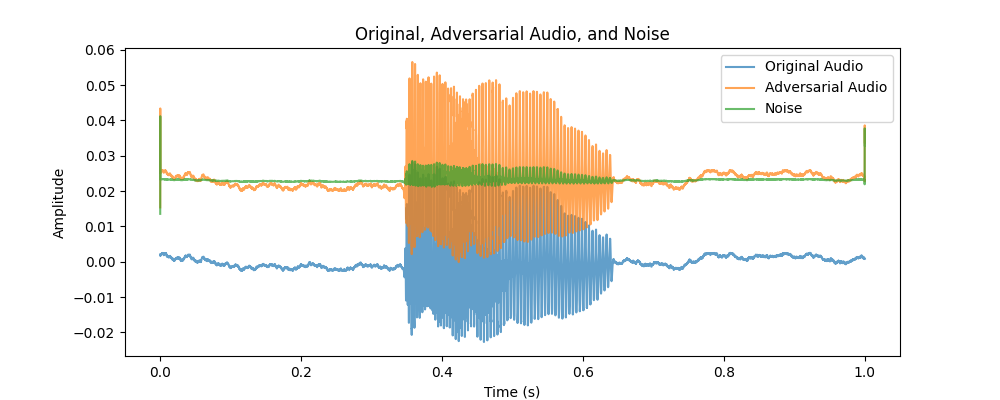 Original, Adversarial Audio, and Noise
Original Audio
Adversarial Audio
Noise
0.06
0.05
0.04
0.03
0.02
0.01
0.00
−0.01
−0.02
Amplitude
0.0 0.2 0.4 0.6 0.8 1.0
Time (s)